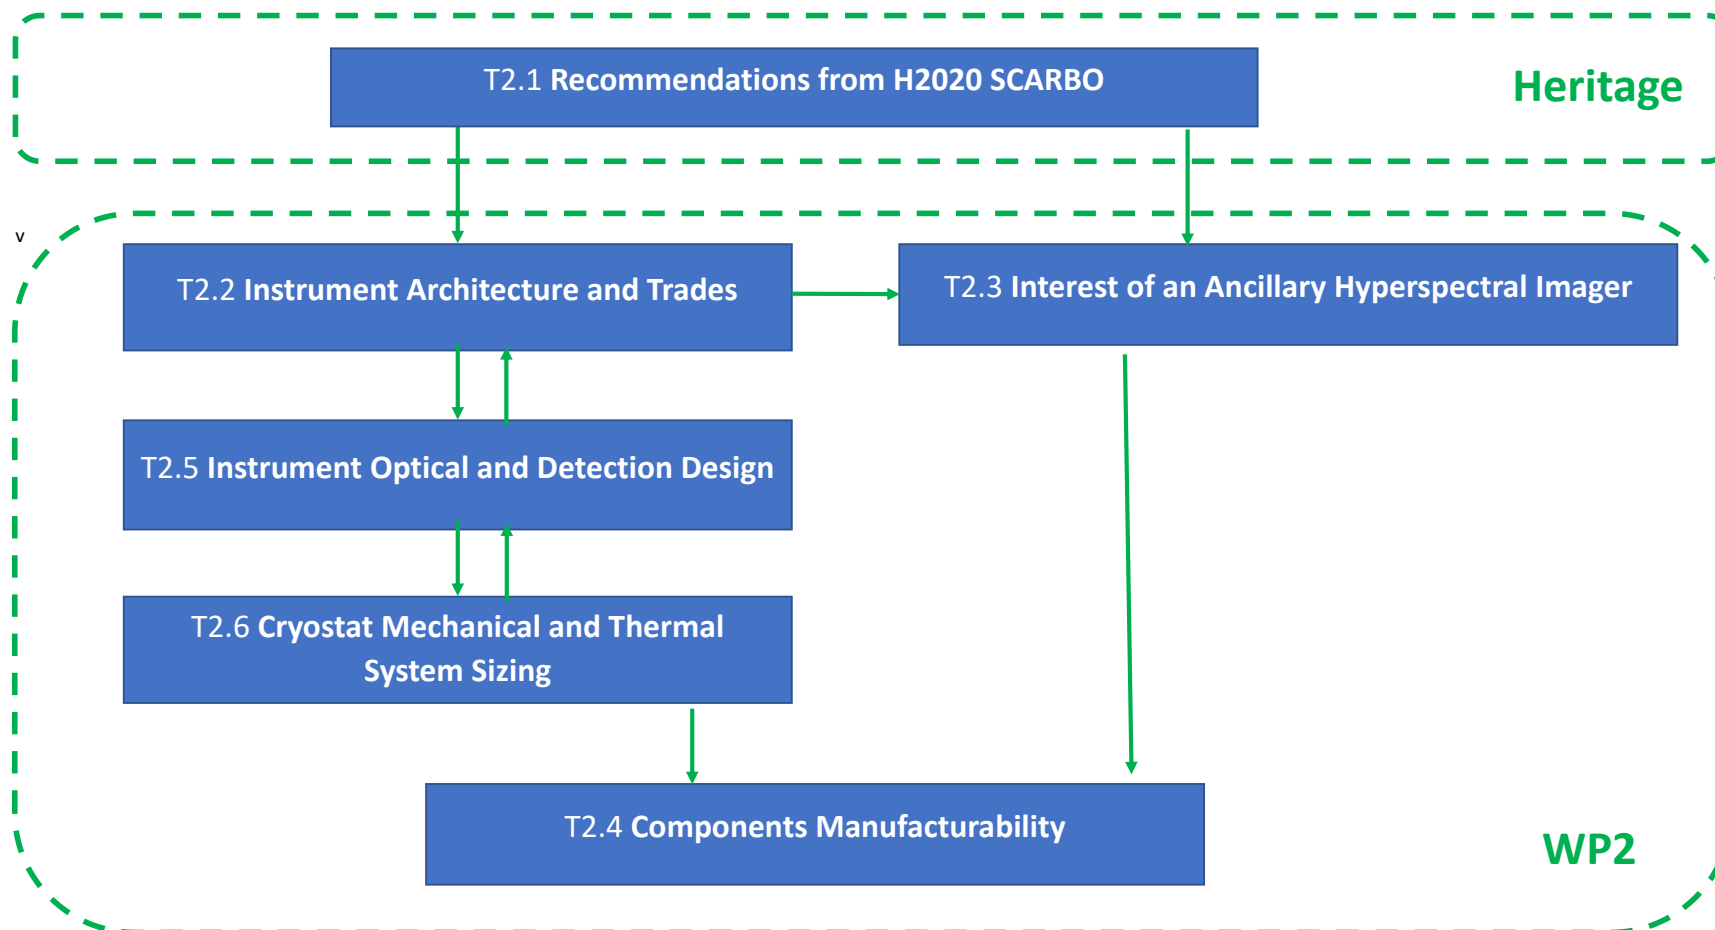 T2.1 Recommendations from H2020 SCARBO
Heritage
v
T2.2 Instrument Architecture and Trades
T2.3 Interest of an Ancillary Hyperspectral Imager
T2.5 Instrument Optical and Detection Design
T2.6 Cryostat Mechanical and Thermal
System Sizing
T2.4 Components Manufacturability
WP2